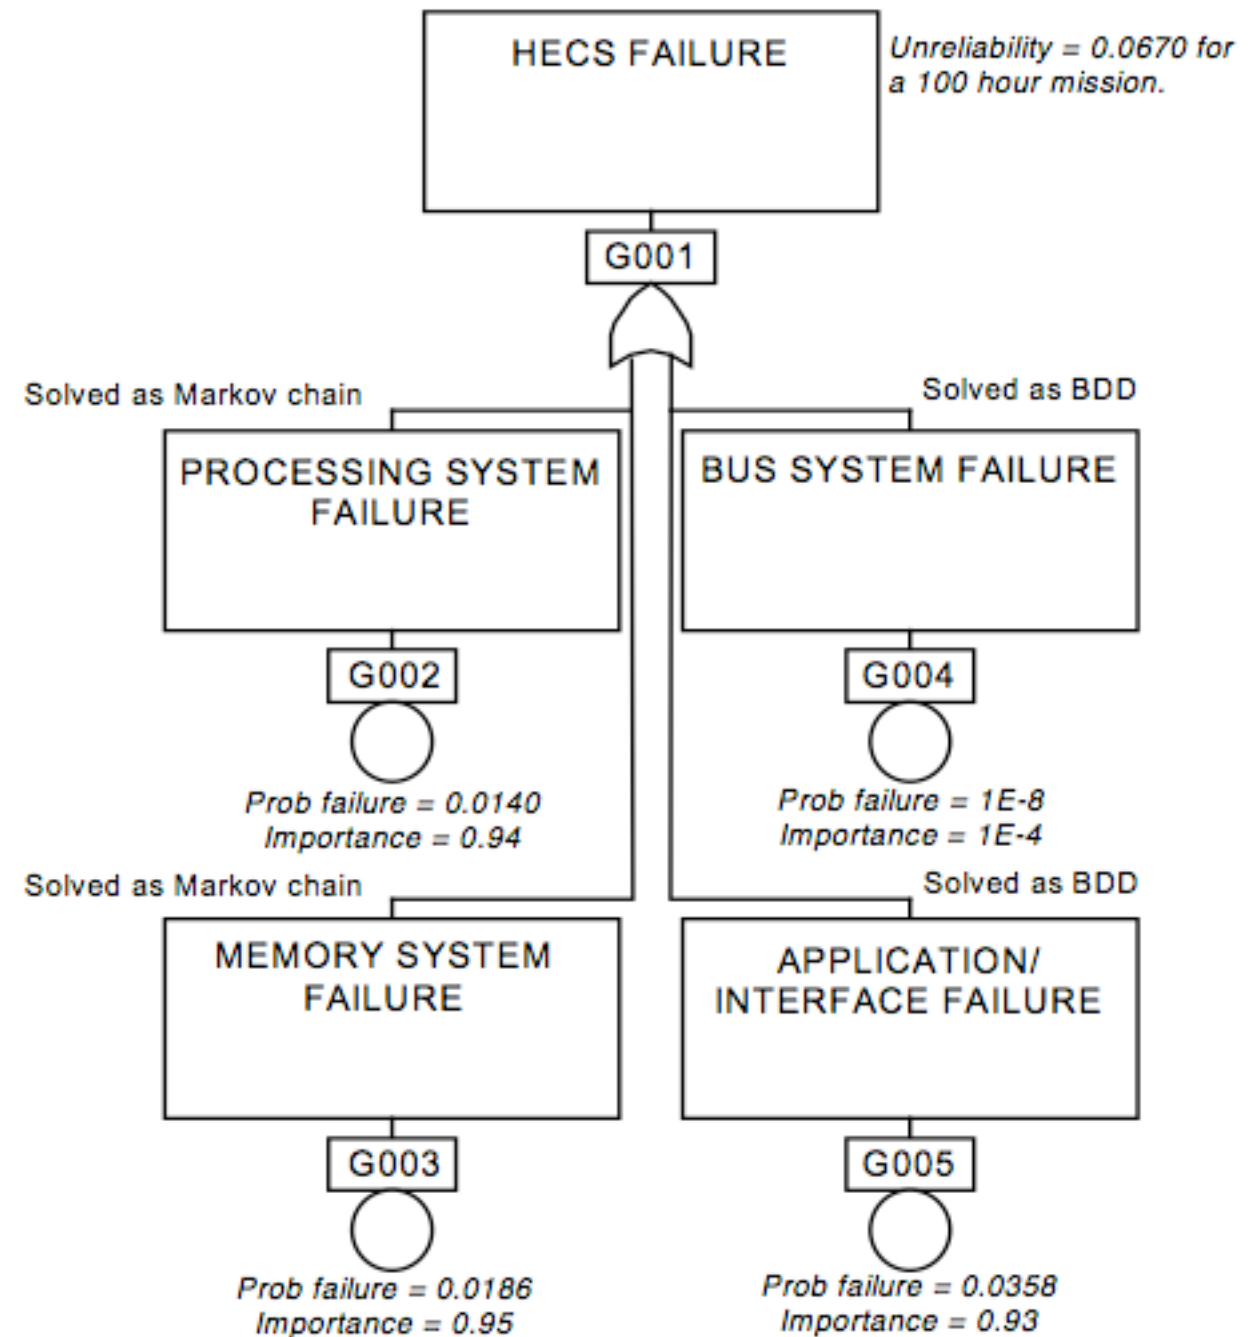 HECS FAILURE
Unreliability = 0.0670 for
a 100 hour mission.
G001
Solved as Markov chain
Solved as BDD
PROCESSING SYSTEM
FAILURE
BUS SYSTEM FAILURE
G002
G004
Prob failure = 0.0140
Importance = 0.94
Prob failure = 1E-8
Importance = 1E-4
Solved as Markov chain
Solved as BDD
MEMORY SYSTEM
FAILURE
APPLICATION/
INTERFACE FAILURE
G003
G005
Prob failure = 0.0186
Importance = 0.95
Prob failure = 0.0358
Importance = 0.93